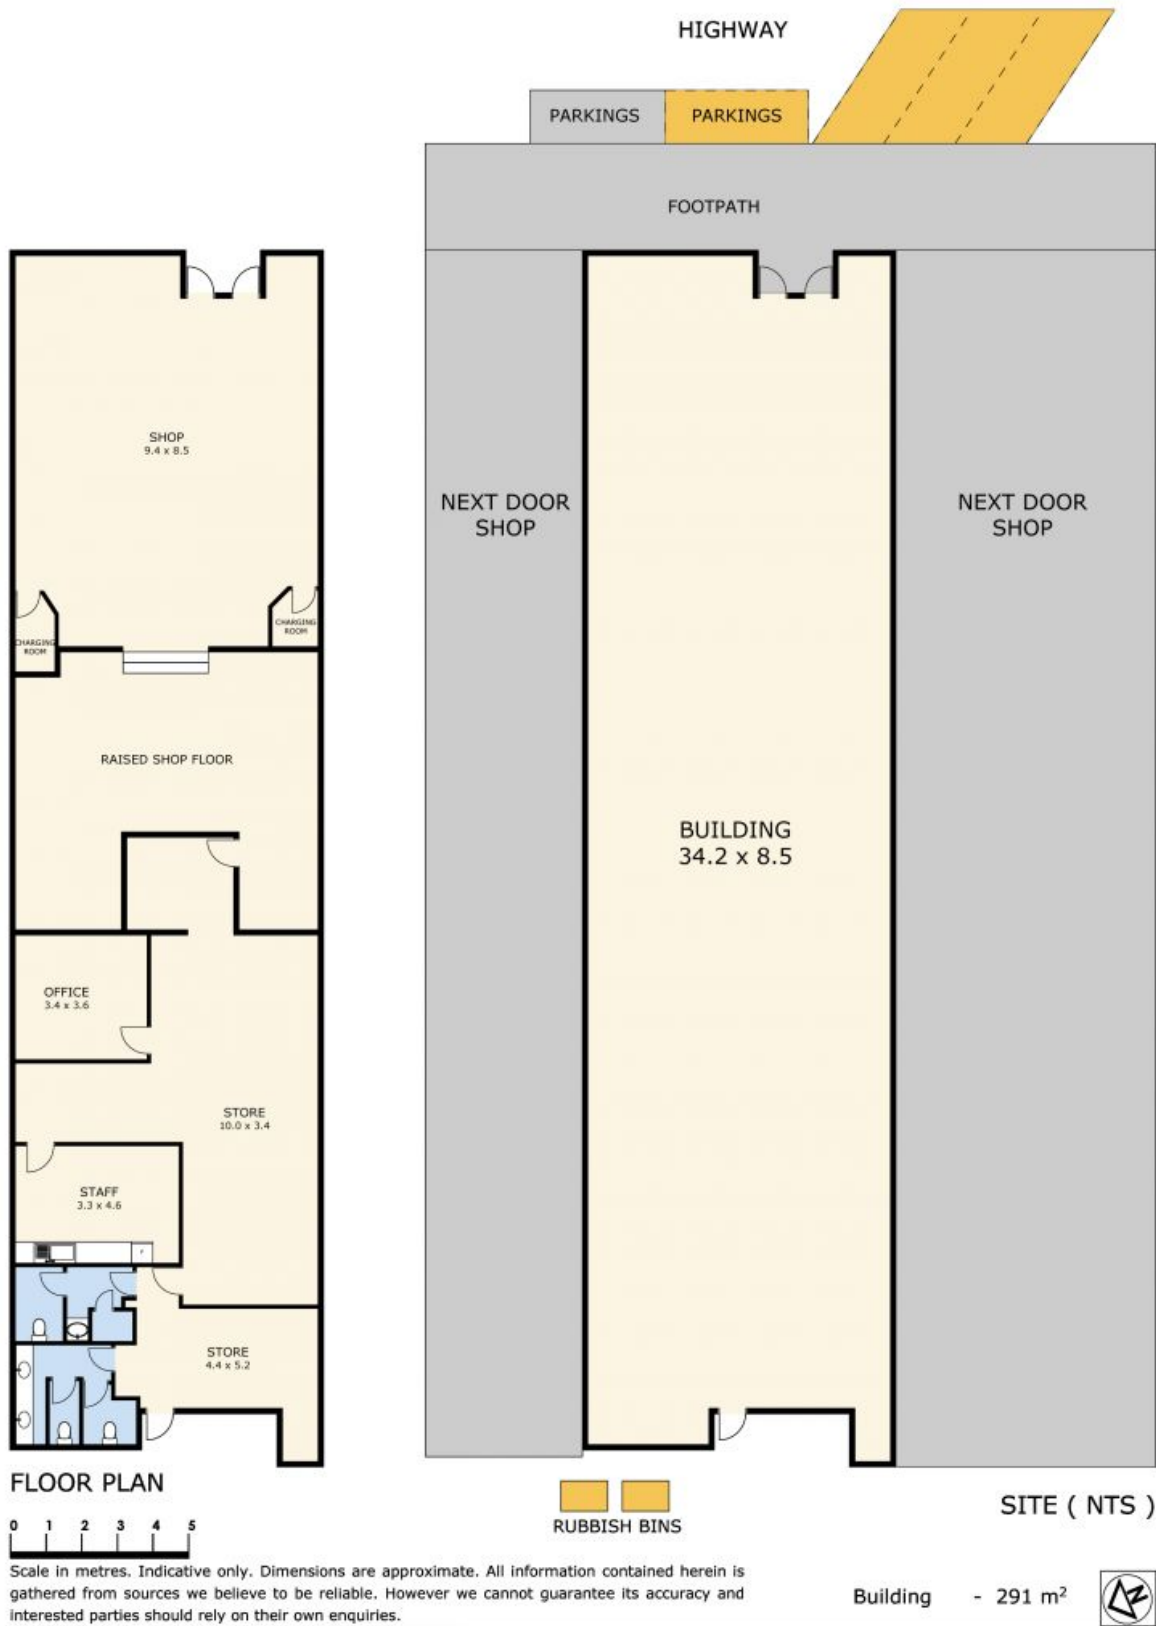 HIGHWAY
PARKINGS
PARKINGS
FOOTPATH
SHOP
9.4 x 8.5
NEXT DOOR
SHOP
NEXT DOOR
SHOP
CHARGING
ROOM
CHARGING
ROOM
RAISED SHOP FLOOR
BUILDING
34.2 x 8.5
OFFICE
3.4 x 3.6
STORE
10.0 x 3.4
STAFF
3.3 x 4.6
F
STORE
4.4 x 5.2
FLOOR PLAN
0 1 2 3 4 5
RUBBISH BINS
SITE ( NTS )
Scale in metres. Indicative only. Dimensions are approximate. All information contained herein is
gathered from sources we believe to be reliable. However we cannot guarantee its accuracy and
interested parties should rely on their own enquiries.
Building - 291 m²
N